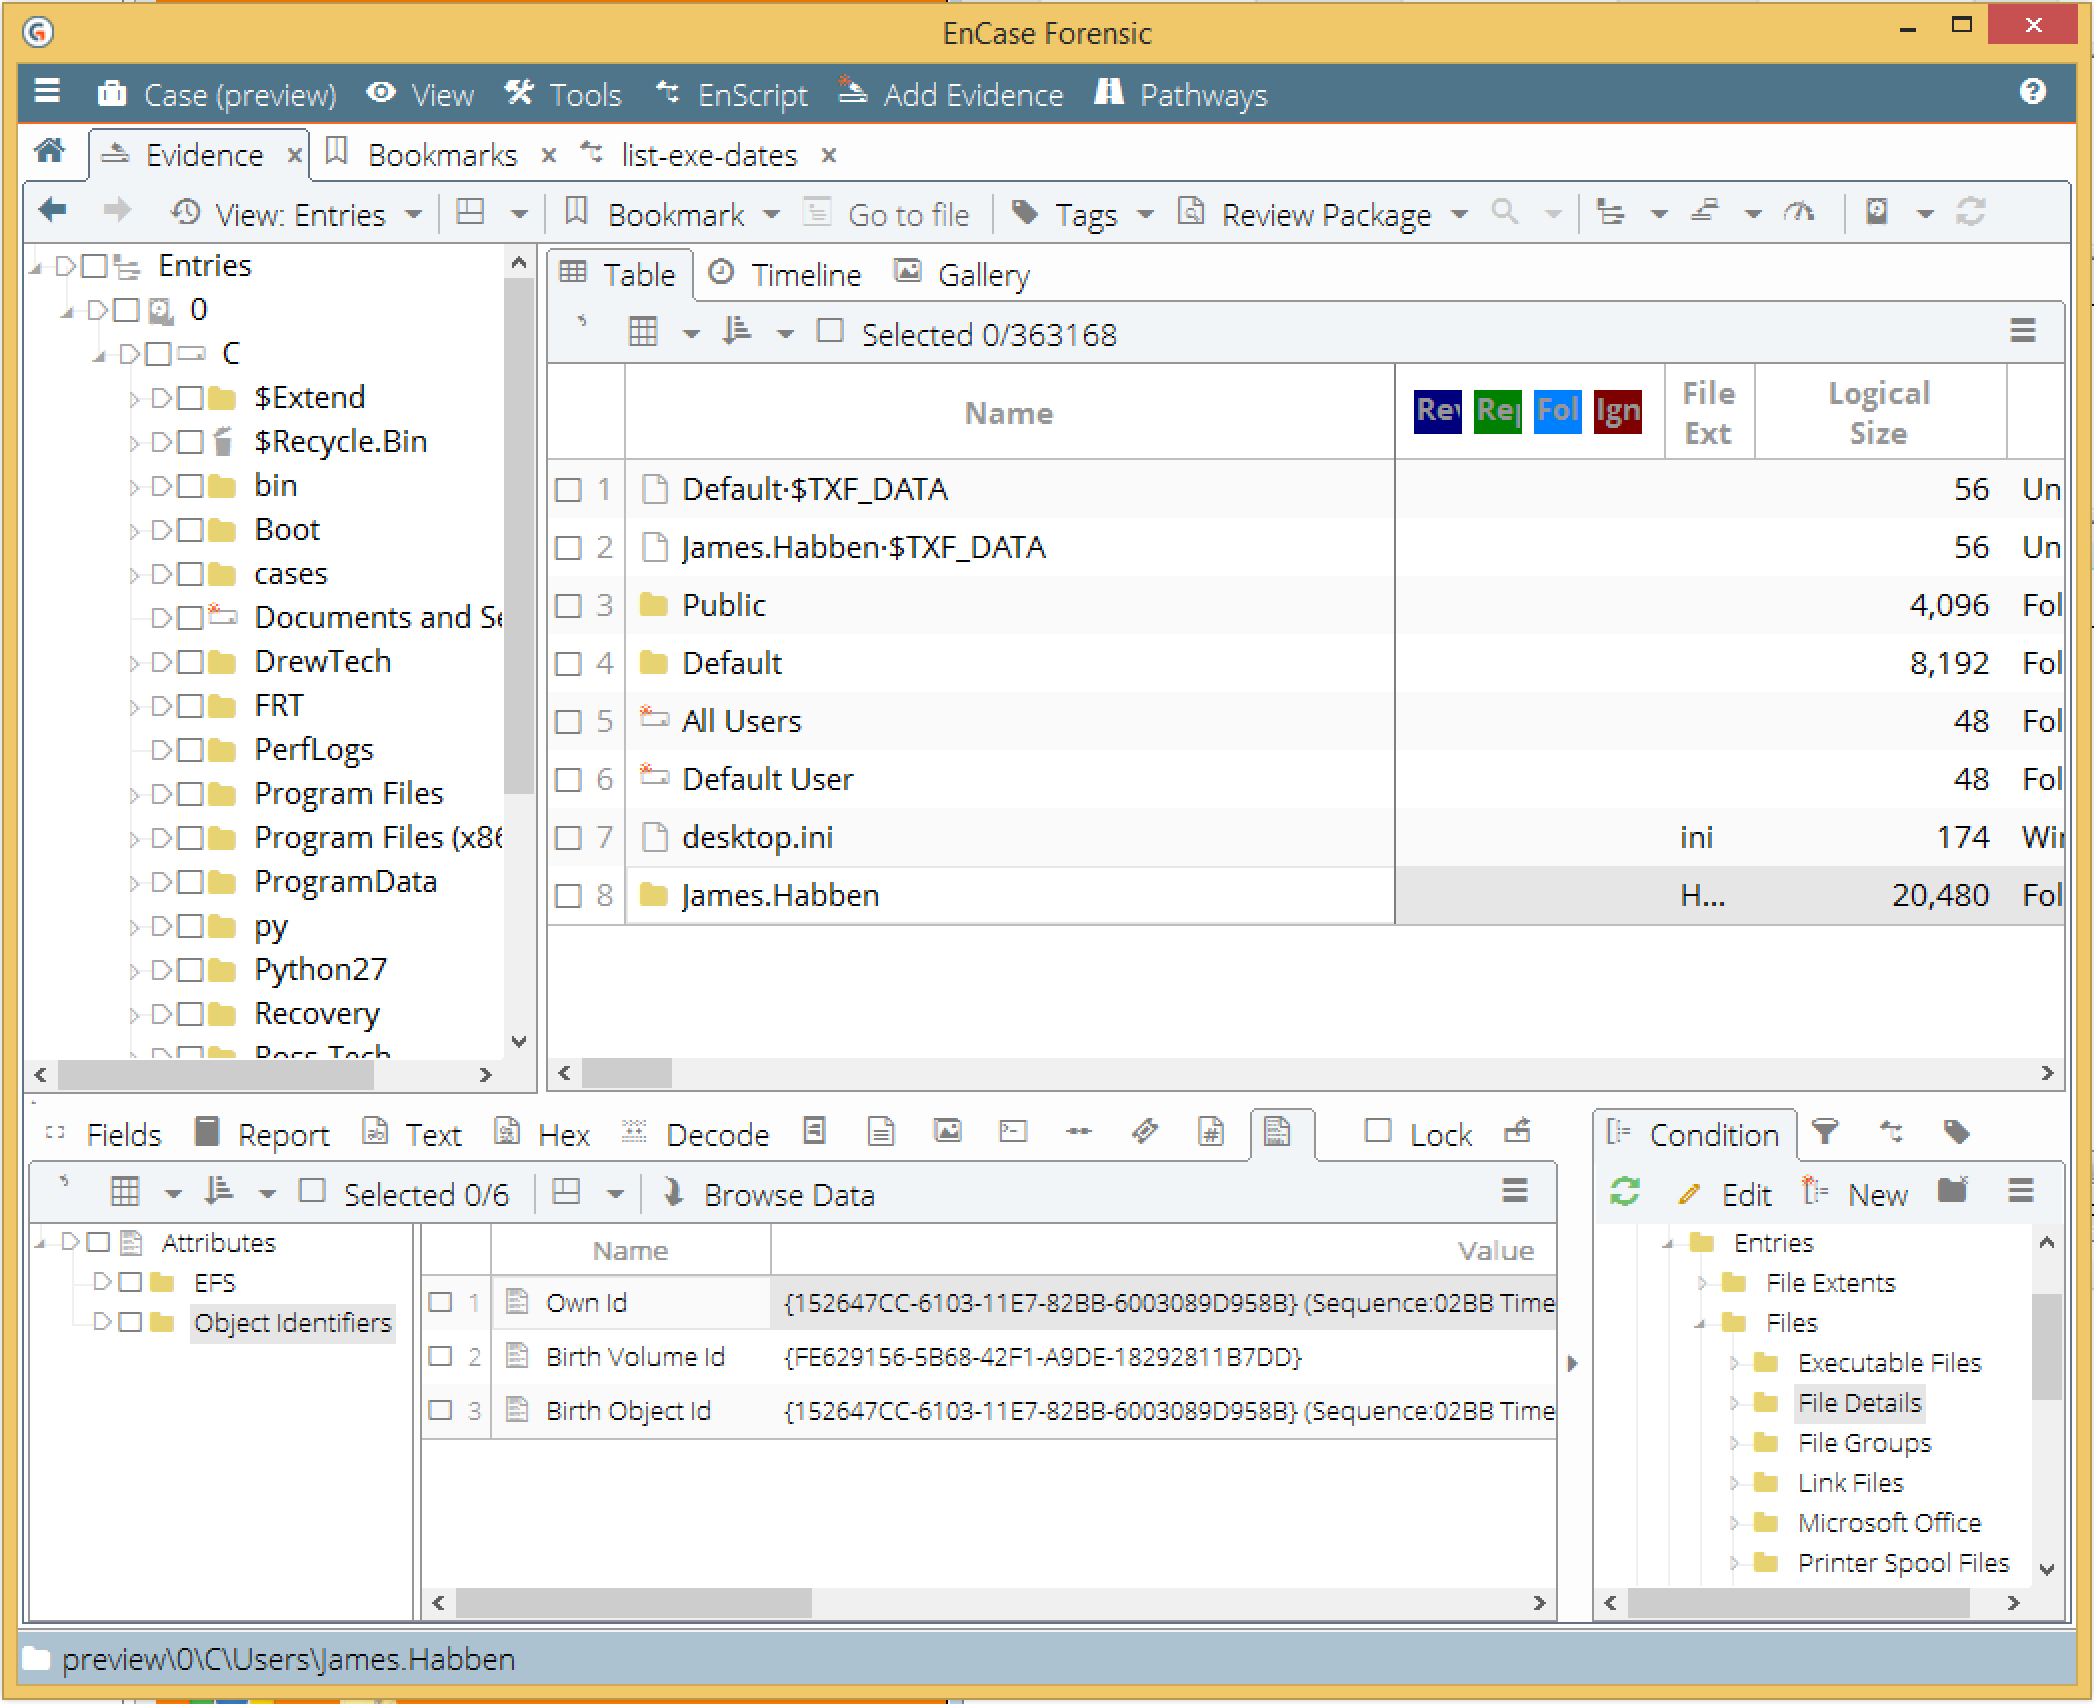 EnCase Forensic
Case (preview) View Tools EnScript Add Evidence Pathways
Evidence Bookmarks list-exe-dates
View: Entries Bookmark Go to file Tags Review Package
Entries
0
C
$Extend
$Recycle.Bin
bin
Boot
cases
Documents and Se
DrewTech
FRT
PerfLogs
Program Files
Program Files (x86
ProgramData
py
Python27
Recovery
Table Timeline Gallery
Selected 0/363168
Name Rev Rep Fol Ign File Ext Logical Size
1 Default·$TXF_DATA 56 Un
2 James.Habben·$TXF_DATA 56 Un
3 Public 4,096 Fol
4 Default 8,192 Fol
5 All Users 48 Fol
6 Default User 48 Fol
7 desktop.ini ini 174 Win
8 James.Habben H... 20,480 Fol
Fields Report Text Hex Decode Lock
Selected 0/6 Browse Data
Attributes
EFS
Object Identifiers
Name Value
1 Own Id {152647CC-6103-11E7-82BB-6003089D958B} (Sequence:02BB Time
2 Birth Volume Id {FE629156-5B68-42F1-A9DE-18292811B7DD}
3 Birth Object Id {152647CC-6103-11E7-82BB-6003089D958B} (Sequence:02BB Time
Condition
Edit New
Entries
File Extents
Files
Executable Files
File Details
File Groups
Link Files
Microsoft Office
Printer Spool Files
preview\0\C\Users\James.Habben